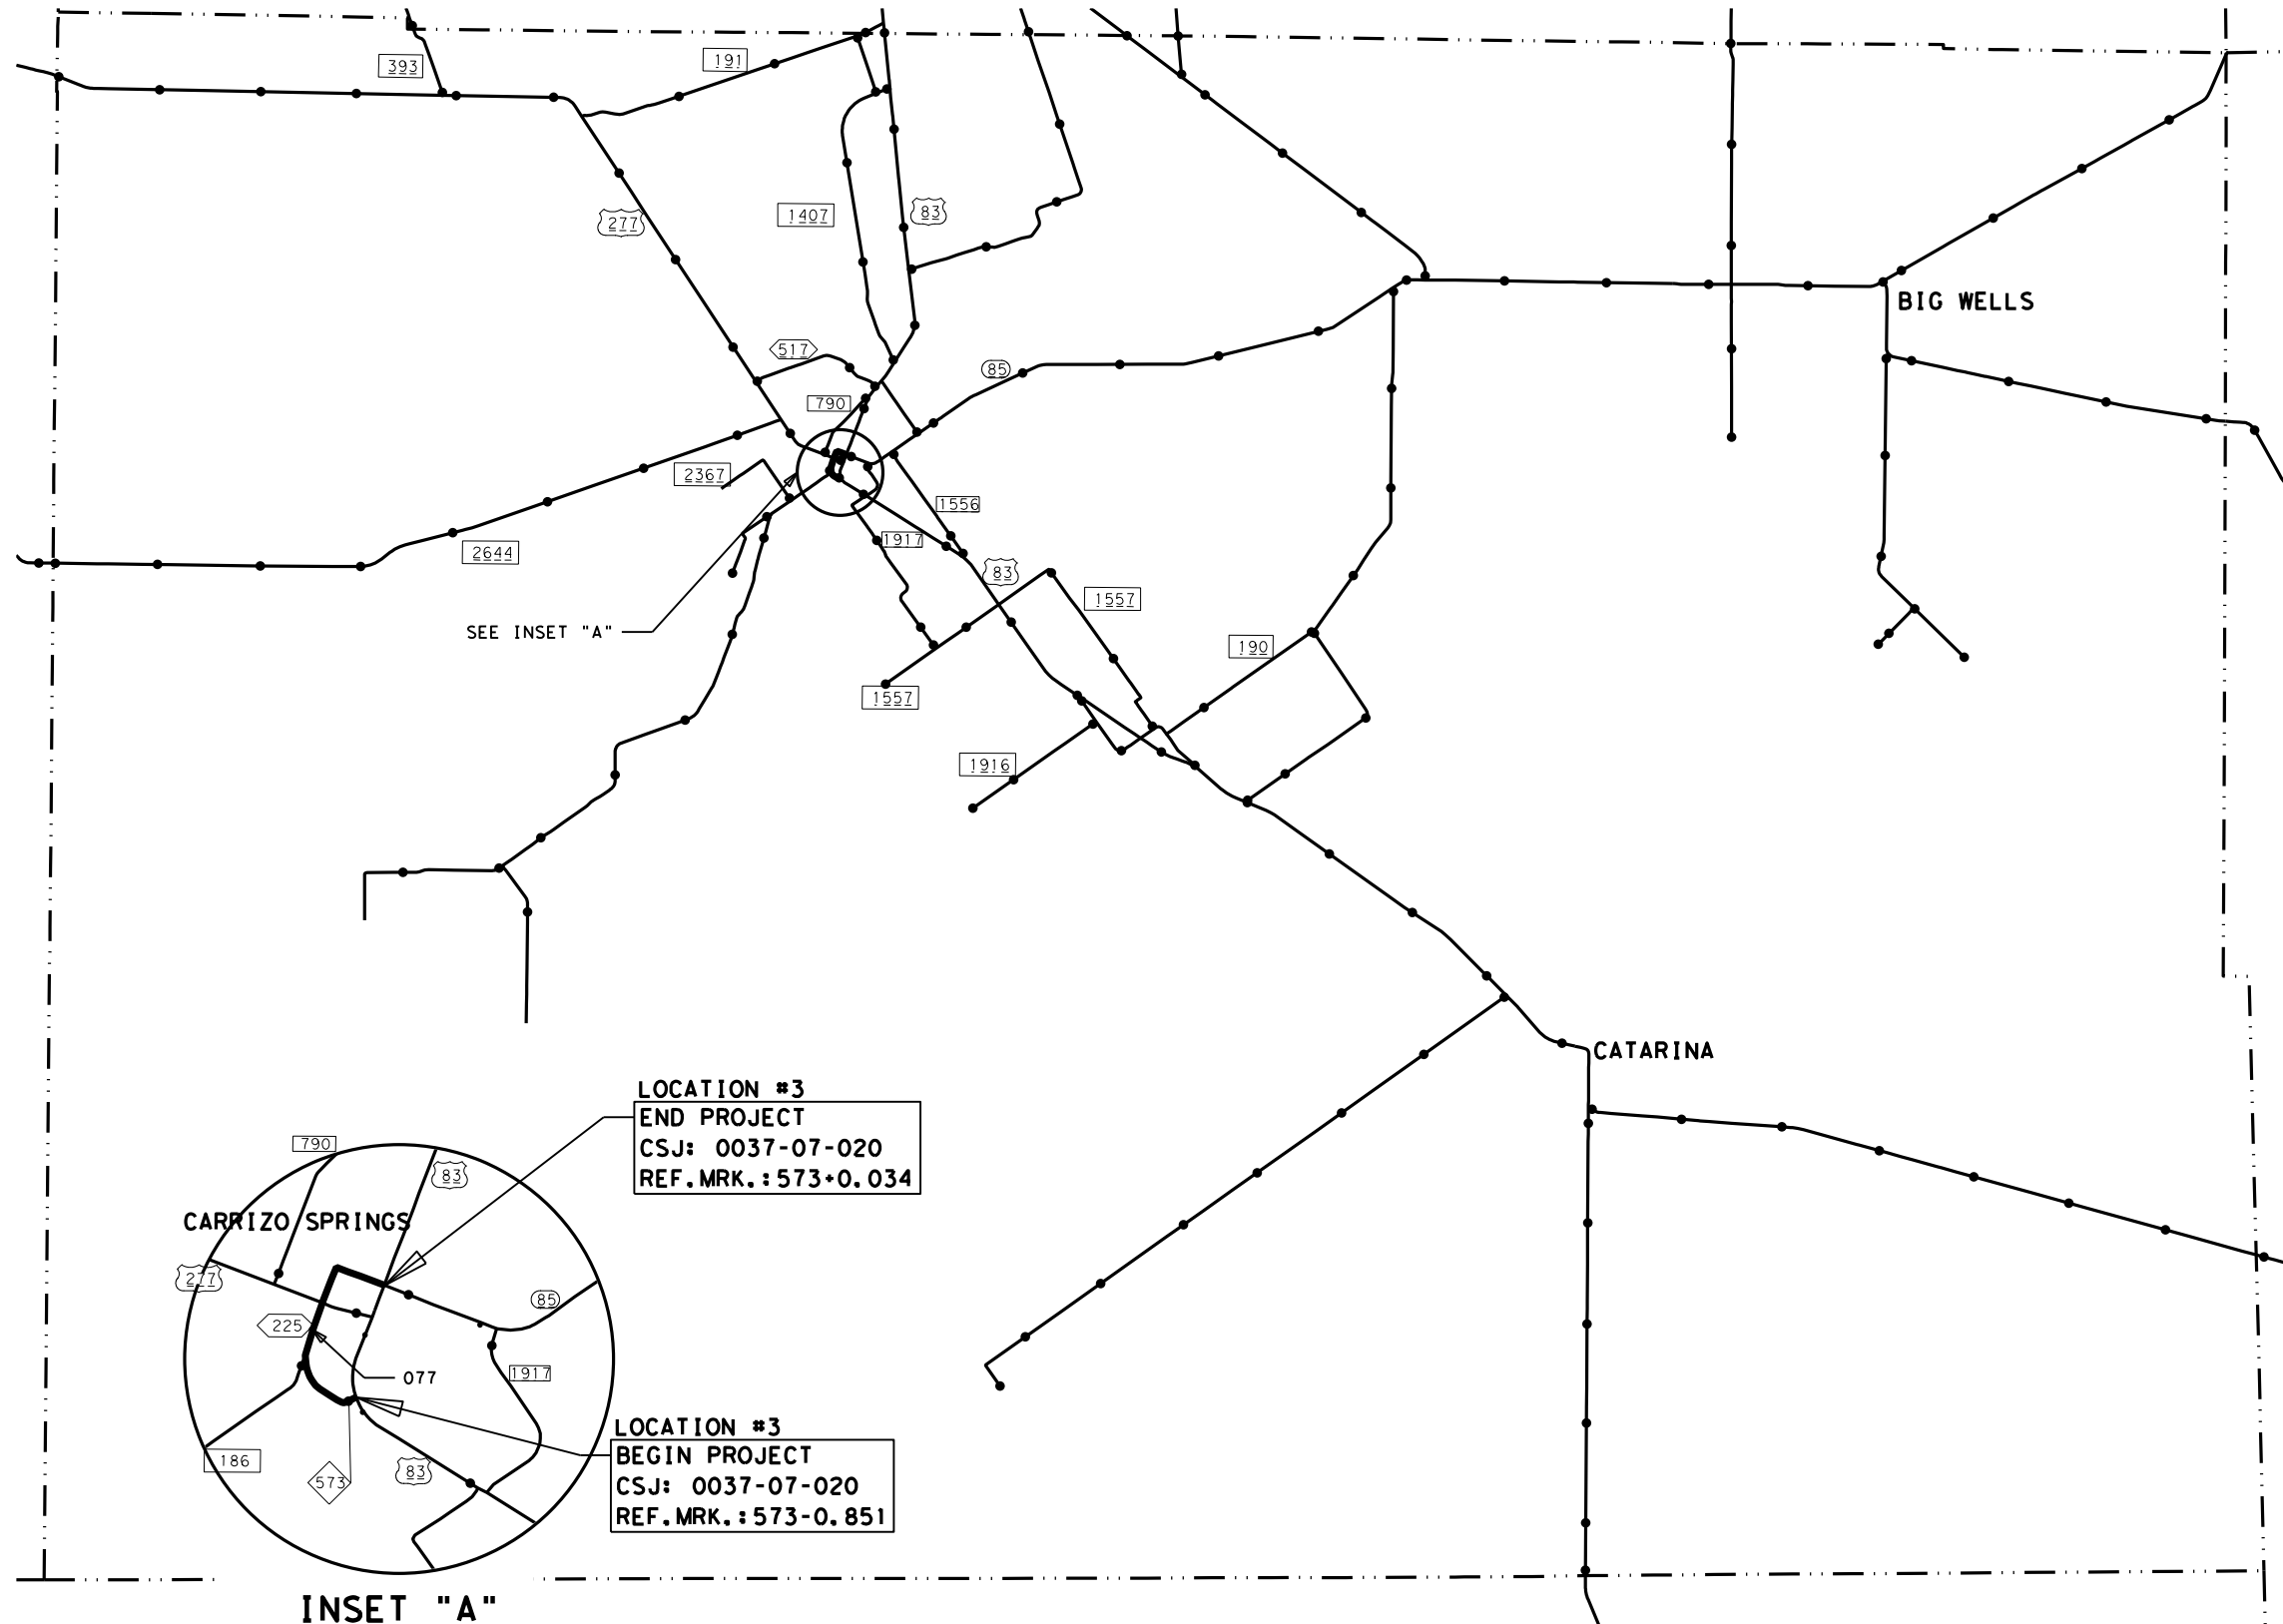 393
191
277
1407
83
BIG WELLS
517
85
790
2367
1556
2644
1917
83
1557
SEE INSET "A"
190
1557
1916
CATARINA
LOCATION #3
END PROJECT
CSJ: 0037-07-020
REF.MRK.:573+0.034
790
83
CARRIZO SPRINGS
277
85
225
077
1917
LOCATION #3
BEGIN PROJECT
CSJ: 0037-07-020
REF.MRK.:573-0.851
186
573
83
INSET "A"